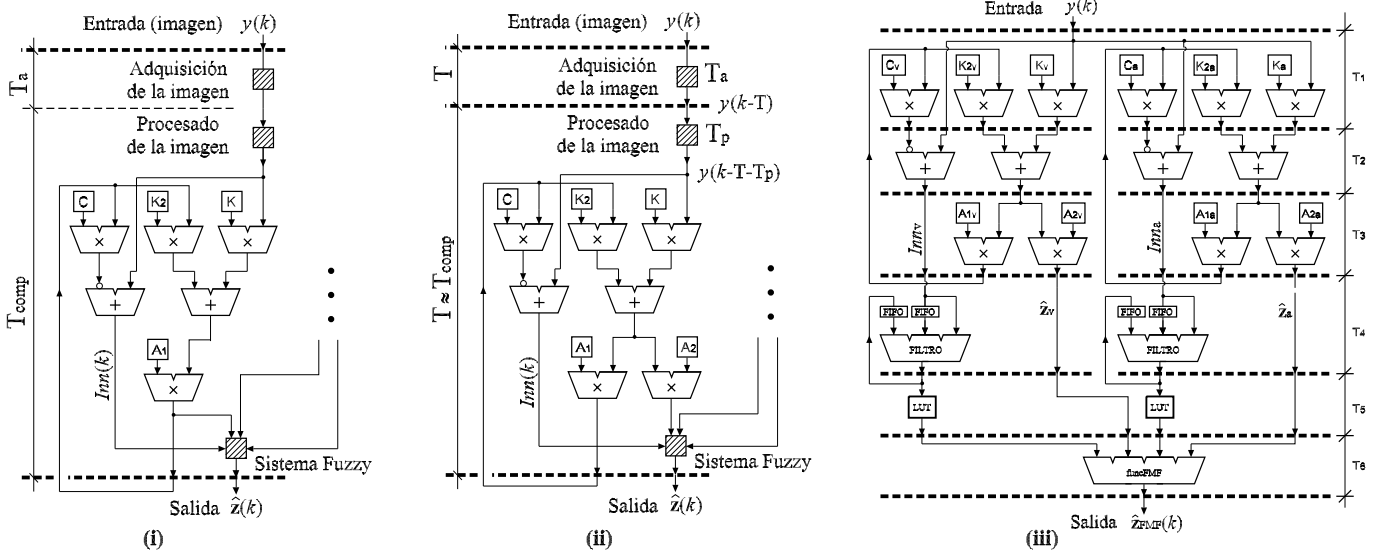 Entrada (imagen) y(k)
Ta
Adquisición
de la imagen
Procesado
de la imagen
Tcomp
C K2 K
× × ×
+ +
A1
×
Inn(k)
Sistema Fuzzy
Salida ẑ(k)
(i)
Entrada (imagen) y(k)
T
Adquisición
de la imagen
Ta
y(k-T)
Procesado
de la imagen
Tp
y(k-T-Tp)
T ≈ Tcomp
C K2 K
× × ×
+ +
A1 A2
× ×
Inn(k)
Sistema Fuzzy
Salida ẑ(k)
(ii)
Entrada y(k)
Cv K2v Kv Ca K2a Ka
× × × × × ×
T1
+ + + +
T2
Innv A1v A2v Inna A1a A2a
× × × ×
T3
ẑv ẑa
FIFO FIFO FIFO FIFO
FILTRO FILTRO
T4
LUT LUT
T5
funcFMF
T6
Salida ẑFMF(k)
(iii)